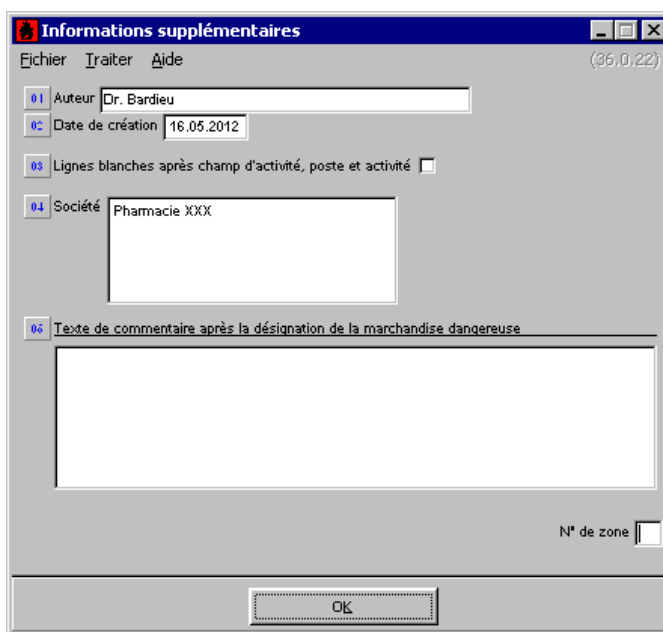 Informations supplémentaires
Fichier Traiter Aide (36,0,22)
01 Auteur Dr. Bardieu
02 Date de création 16.05.2012
03 Lignes blanches après champ d'activité, poste et activité
04 Société Pharmacie XXX
05 Texte de commentaire après la désignation de la marchandise dangereuse
N° de zone
OK